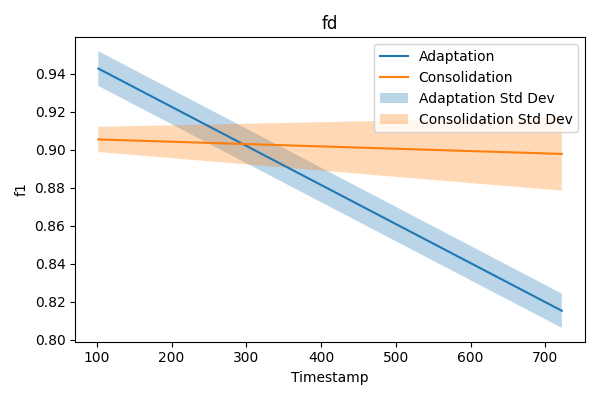 fd
Adaptation
Consolidation
Adaptation Std Dev
Consolidation Std Dev
f1
0.94
0.92
0.90
0.88
0.86
0.84
0.82
0.80
100 200 300 400 500 600 700
Timestamp